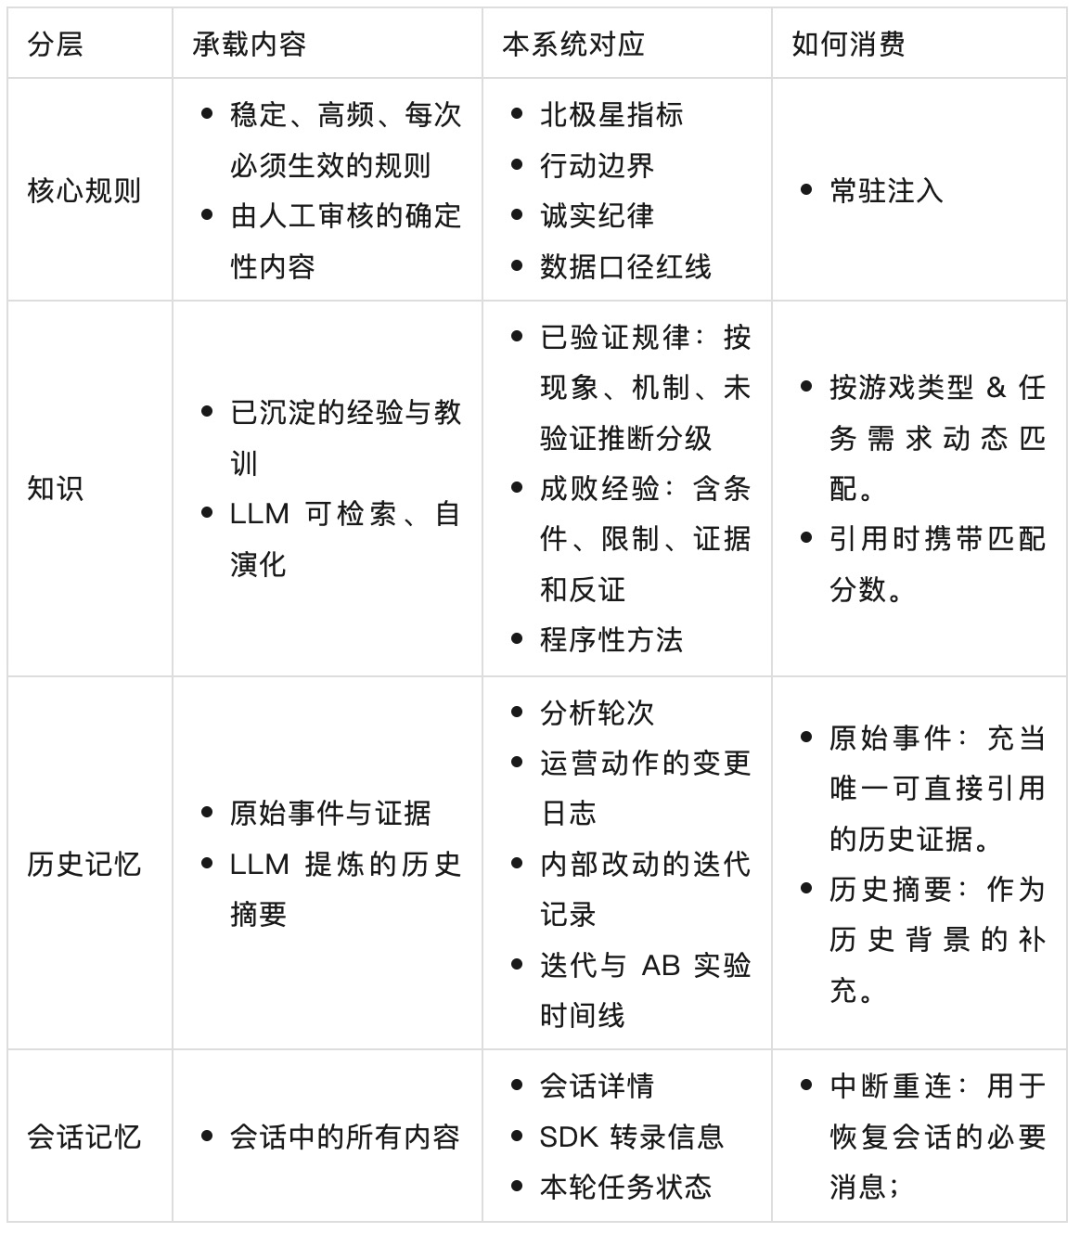 分层
承载内容
本系统对应
如何消费
核心规则
稳定、高频、每次
必须生效的规则
由人工审核的确定
性内容
北极星指标
行动边界
诚实纪律
数据口径红线
常驻注入
知识
已沉淀的经验与教
训
LLM 可检索、自
演化
已验证规律：按
现象、机制、未
验证推断分级
成败经验：含条
件、限制、证据
和反证
程序性方法
按游戏类型 & 任
务需求动态匹
配。
引用时携带匹配
分数。
历史记忆
原始事件与证据
LLM 提炼的历史
摘要
分析轮次
运营动作的变更
日志
内部改动的迭代
记录
迭代与 AB 实验
时间线
原始事件：充当
唯一可直接引用
的历史证据。
历史摘要：作为
历史背景的补
充。
会话记忆
会话中的所有内容
会话详情
SDK 转录信息
本轮任务状态
中断重连：用于
恢复会话的必要
消息；